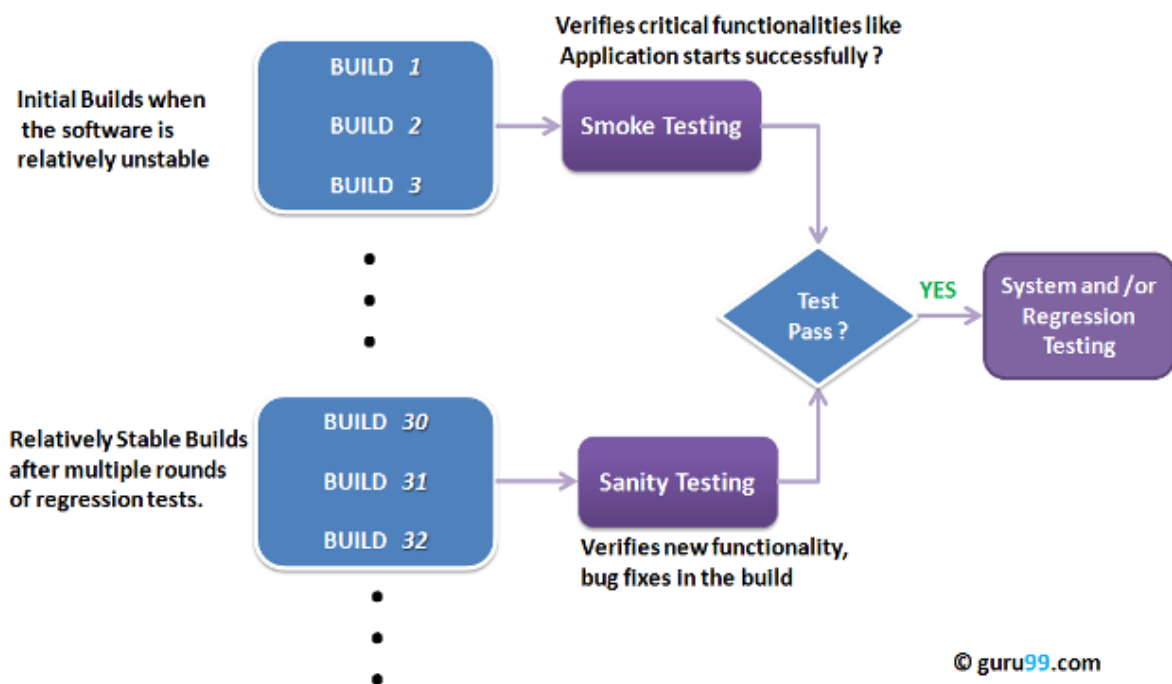 Verifies critical functionalities like
Application starts successfully ?
Initial Builds when
the software is
relatively unstable
BUILD 1
BUILD 2
BUILD 3
Smoke Testing
Test
Pass ?
YES
System and /or
Regression
Testing
Relatively Stable Builds
after multiple rounds
of regression tests.
BUILD 30
BUILD 31
BUILD 32
Sanity Testing
Verifies new functionality,
bug fixes in the build
© guru99.com